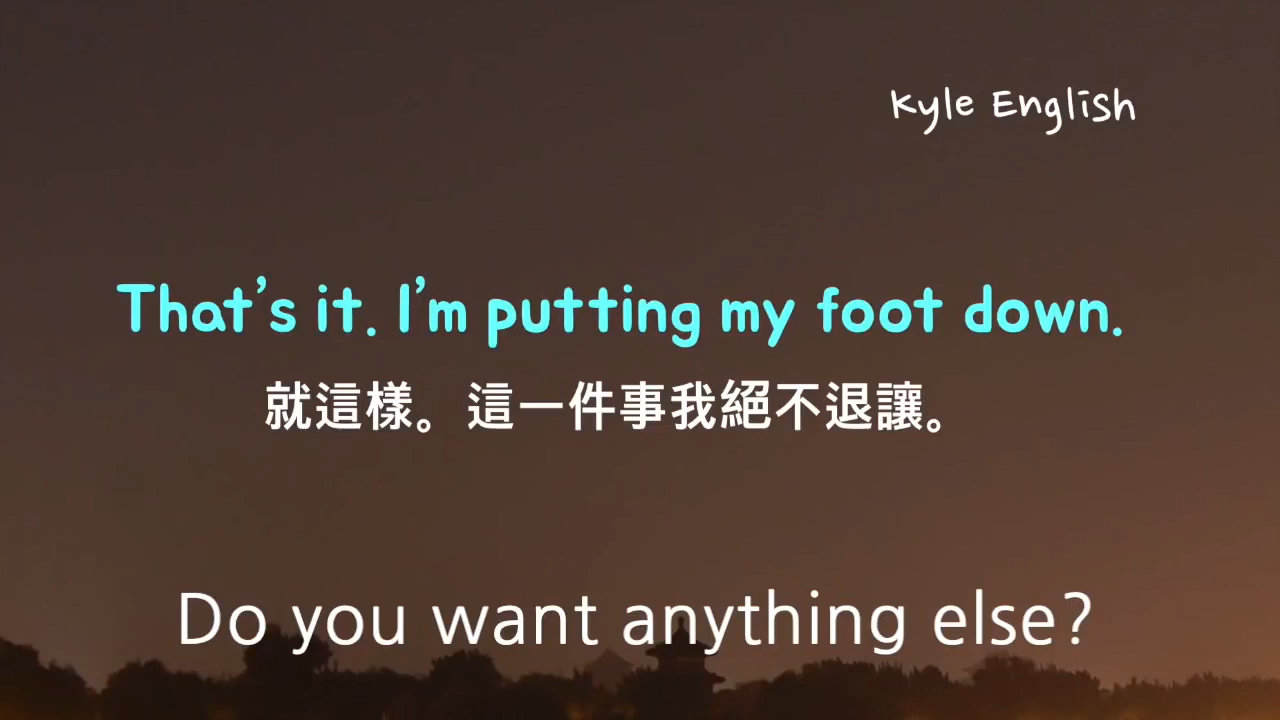 Kyle English
That's it. I'm putting my foot down.
就這樣。這一件事我絕不退讓。
Do you want anything else?